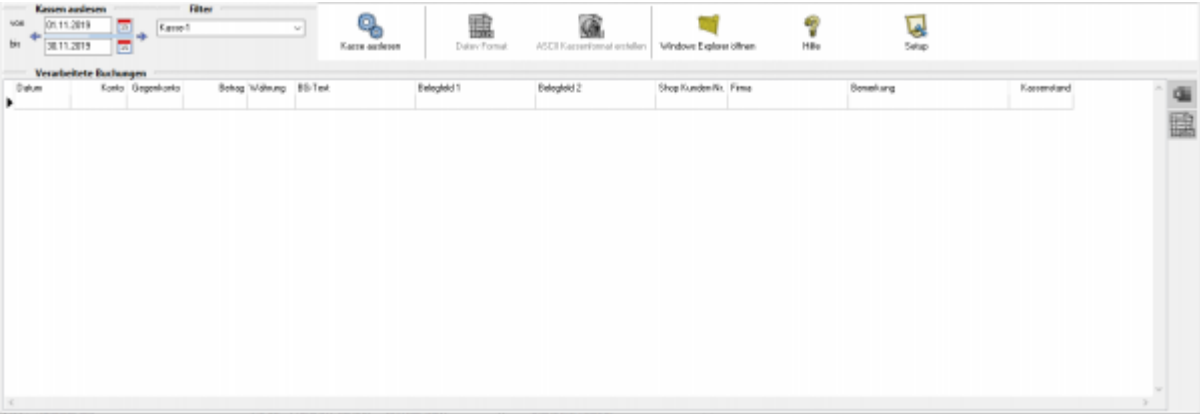 Kassen auslesen
Filter
von 01.11.2019
Kasse-1
bis 30.11.2019
Kasse auslesen
Datev Format
ASCII Kassenformat erstellen
Windows Explorer öffnen
Hilfe
Setup
Verarbeitete Buchungen
Datum Konto Gegenkonto Betrag Währung BS-Text Belegfeld 1 Belegfeld 2 Shop Kunden-Nr. Firma Bemerkung Kassenstand